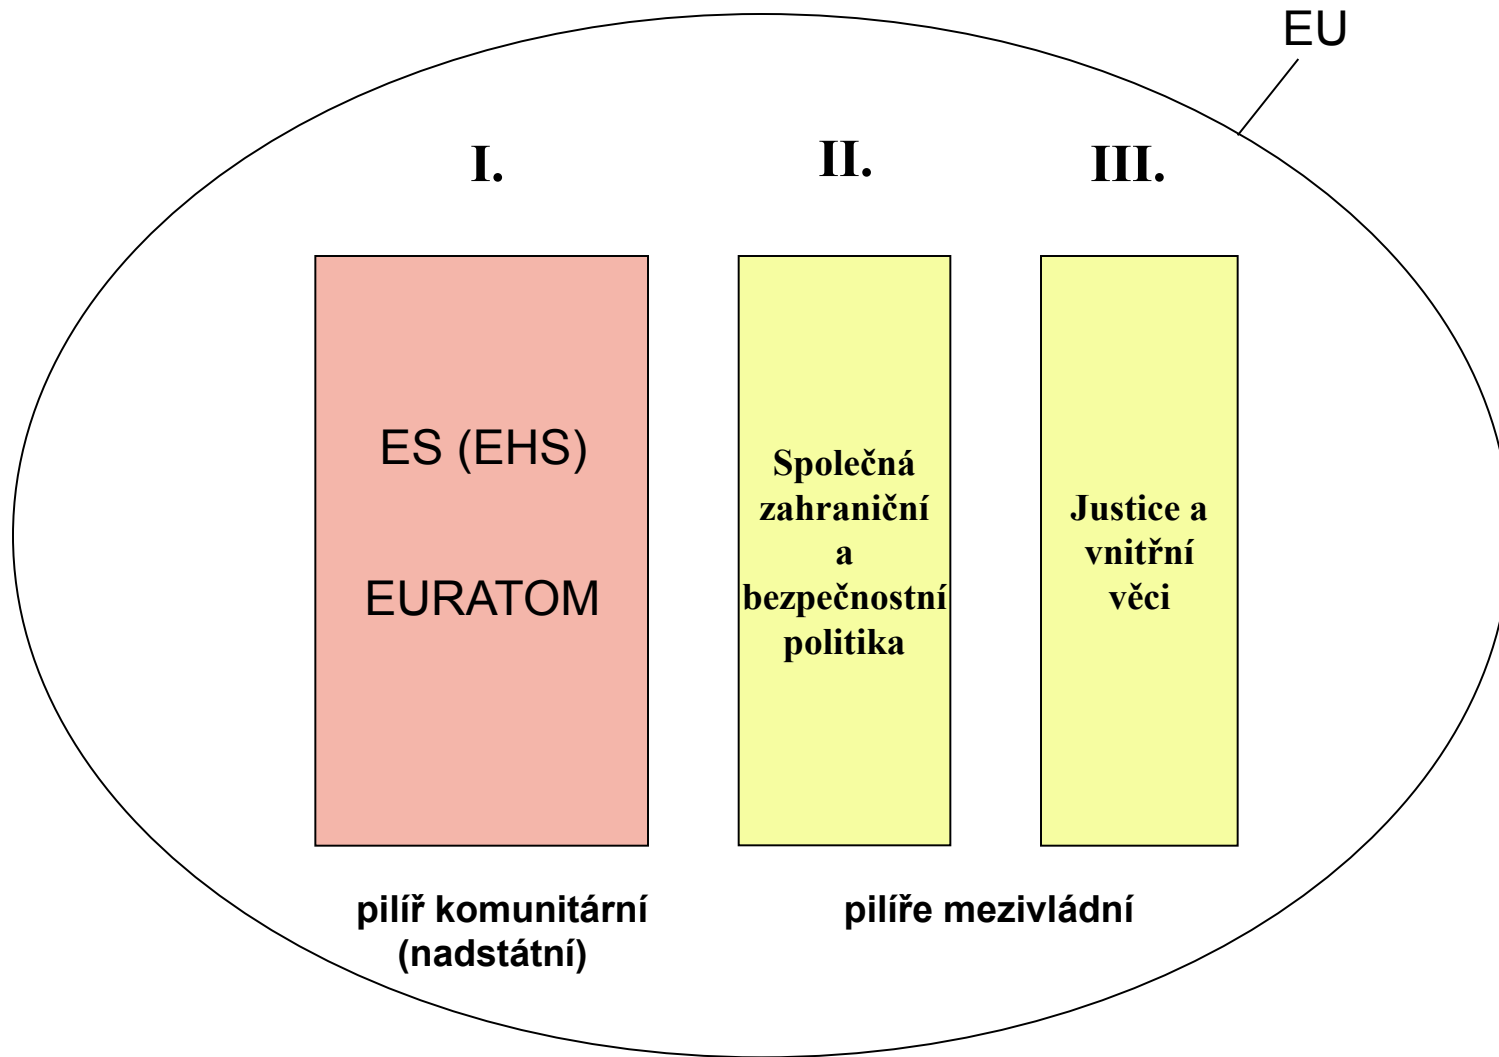 EU
I.
II.
III.
ES (EHS)
EURATOM
Společná
zahraniční
a
bezpečnostní
politika
Justice a
vnitřní
věci
pilíř komunitární
(nadstátní)
pilíře mezivládní